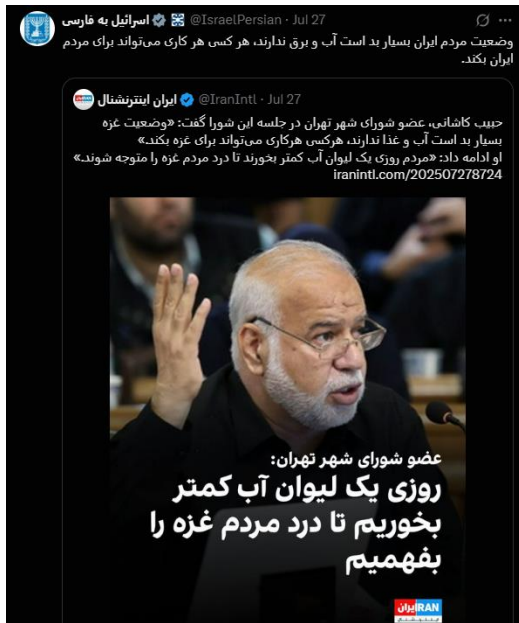 اسرائیل به فارسی @IsraelPersian · Jul 27
وضعیت مردم ایران بسیار بد است آب و برق ندارند، هر کسی هر کاری می‌تواند برای مردم
ایران بکند.
ایران اینترنشنال @IranIntl · Jul 27
حبیب کاشانی، عضو شورای شهر تهران در جلسه این شورا گفت: «وضعیت غزه
بسیار بد است آب و غذا ندارند، هرکسی هرکاری می‌تواند برای غزه بکند.»
او ادامه داد: «مردم روزی یک لیوان آب کمتر بخورند تا درد مردم غزه را متوجه شوند.»
iranintl.com/202507278724
عضو شورای شهر تهران:
روزی یک لیوان آب کمتر
بخوریم تا درد مردم غزه را
بفهمیم
ایران IRAN